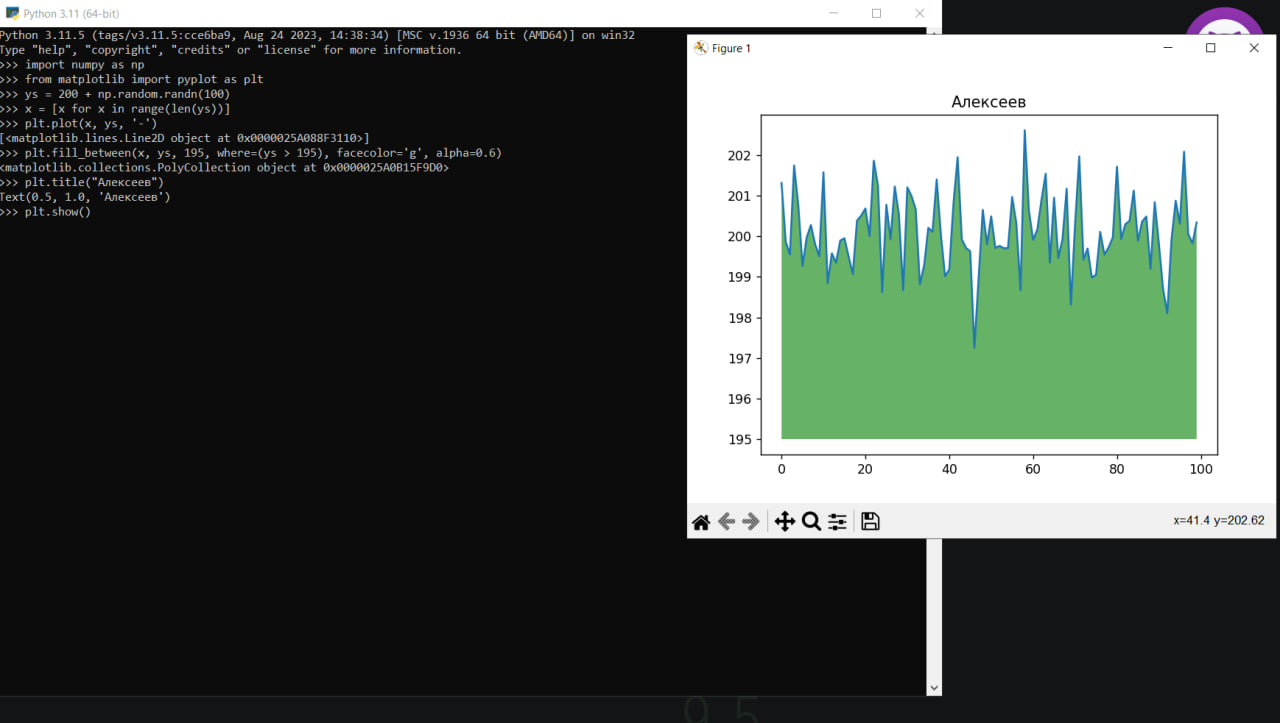 Python 3.11 (64-bit)
Python 3.11.5 (tags/v3.11.5:cce6ba9, Aug 24 2023, 14:38:34) [MSC v.1936 64 bit (AMD64)] on win32
Type "help", "copyright", "credits" or "license" for more information.
>>> import numpy as np
>>> from matplotlib import pyplot as plt
>>> ys = 200 + np.random.randn(100)
>>> x = [x for x in range(len(ys))]
>>> plt.plot(x, ys, '-')
[<matplotlib.lines.Line2D object at 0x0000025A088F3110>]
>>> plt.fill_between(x, ys, 195, where=(ys > 195), facecolor='g', alpha=0.6)
<matplotlib.collections.PolyCollection object at 0x0000025A0B15F9D0>
>>> plt.title("Алексеев")
Text(0.5, 1.0, 'Алексеев')
>>> plt.show()
Figure 1
Алексеев
202
201
200
199
198
197
196
195
0 20 40 60 80 100
x=41.4 y=202.62
9 5